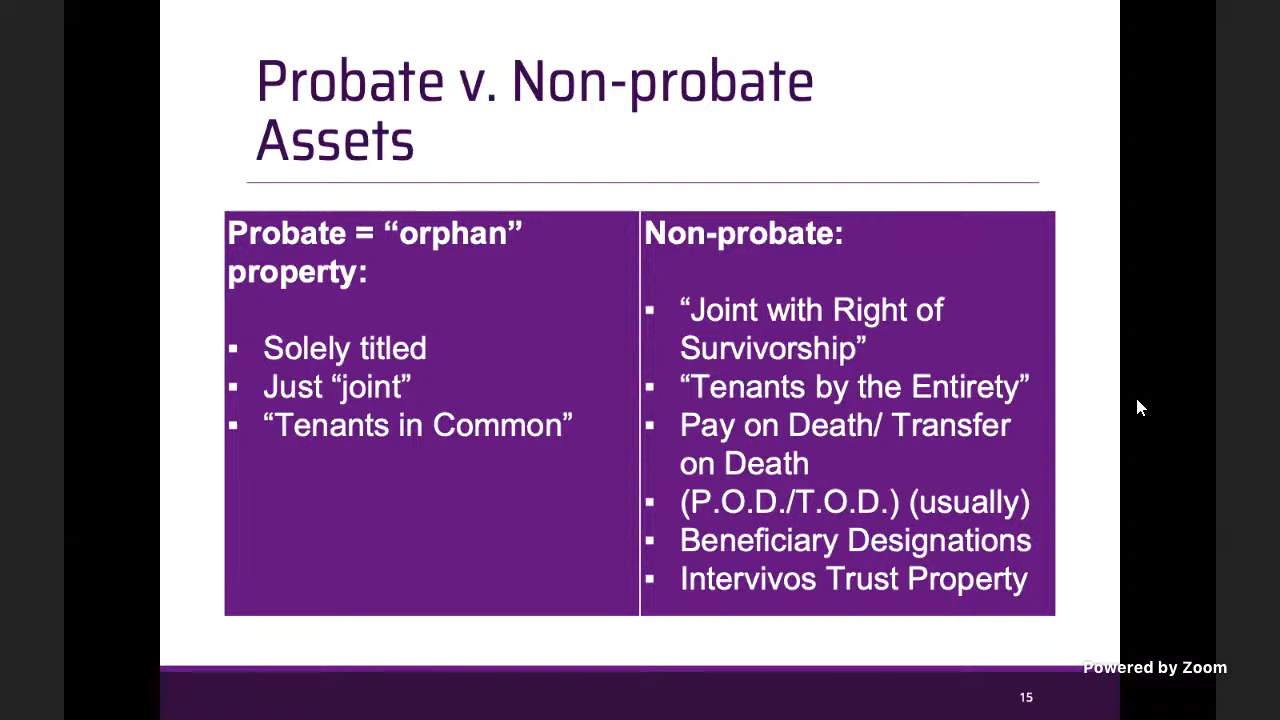 Probate v. Non-probate
Assets
Probate = “orphan”
property:
▪ Solely titled
▪ Just “joint”
▪ “Tenants in Common”
Non-probate:
▪ “Joint with Right of
Survivorship”
▪ “Tenants by the Entirety”
▪ Pay on Death/ Transfer
on Death
▪ (P.O.D./T.O.D.) (usually)
▪ Beneficiary Designations
▪ Intervivos Trust Property
Powered by Zoom
15